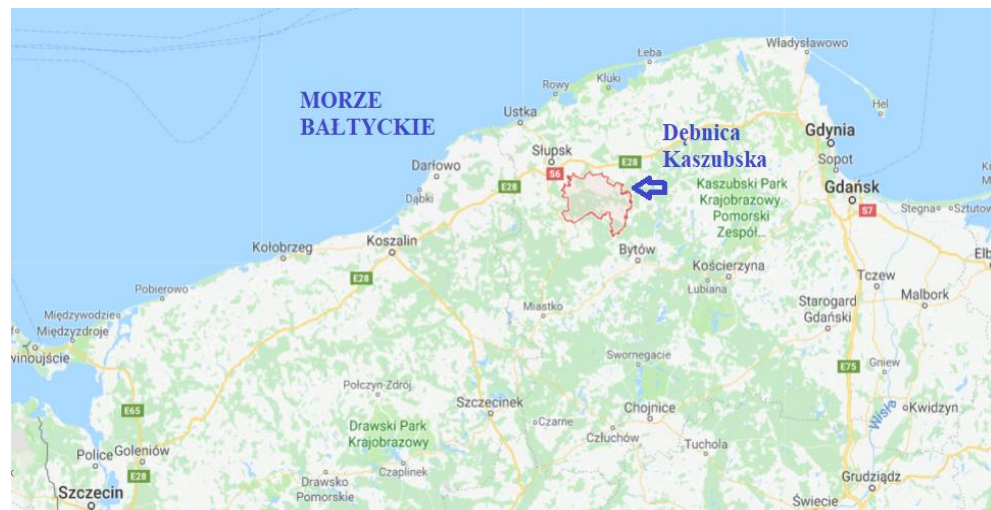 Władysławowo
Łeba
Kluki
Rowy
MORZE
BAŁTYCKIE
Hel
Ustka
Gdynia
Dębnica
Kaszubska
Słupsk
E28
Sopot
Darłowo
S6
Kaszubski Park
Krajobrazowy
Pomorski
Zespół...
Gdańsk
E28
Dąbki
S7
Stegna
Sztutow
Koszalin
Kołobrzeg
Bytów
Elb
Kościerzyna
E28
Tczew
Lubiana
Pobierowo
Malbork
Starogard
Gdański
Miastko
Międzywodzie
Międzyzdroje
winoujście
Swornegacie
E75
Gniew
Połczyn-Zdrój
Szczecinek
Chojnice
Kwidzyn
Wisła
E65
Czarne
Drawski Park
Krajobrazowy
Człuchów
Tuchola
Police
Goleniów
Czaplinek
E28
Drawsko
Pomorskie
Grudziądz
Szczecin
Świecie